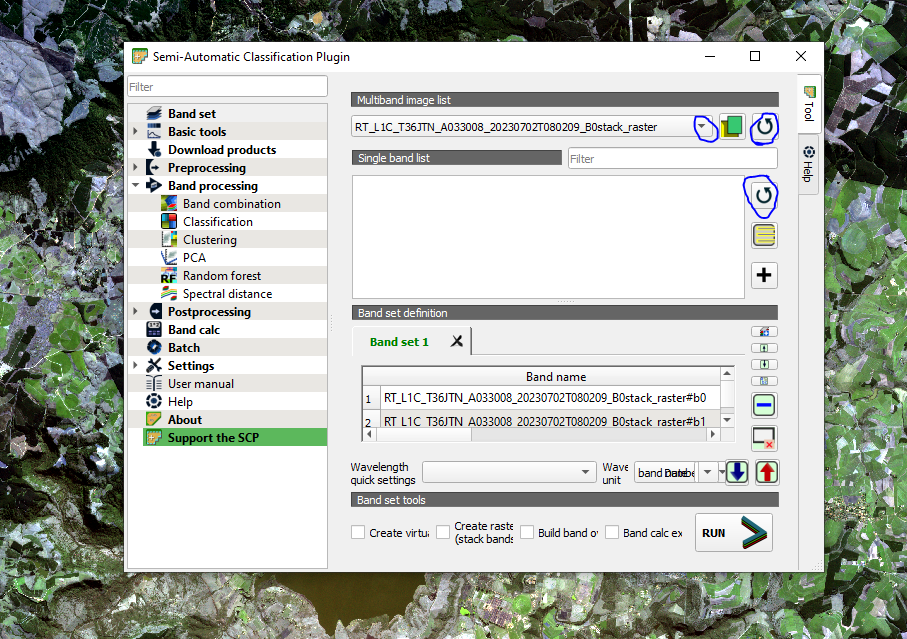 Semi-Automatic Classification Plugin
Filter
Band set
Basic tools
Download products
Preprocessing
Band processing
Band combination
Classification
Clustering
PCA
RF Random forest
Spectral distance
Postprocessing
Band calc
Batch
Settings
User manual
Help
About
Support the SCP
Multiband image list
RT_L1C_T36JTN_A033008_20230702T080209_B0stack_raster
Single band list
Filter
Band set definition
Band set 1
Band name
1 RT_L1C_T36JTN_A033008_20230702T080209_B0stack_raster#b0
2 RT_L1C_T36JTN_A033008_20230702T080209_B0stack_raster#b1
Wavelength
quick settings
Wave
unit
band
Band set tools
Create virtu
Create raste
(stack bands
Build band o
Band calc ex
RUN
Tool
Help